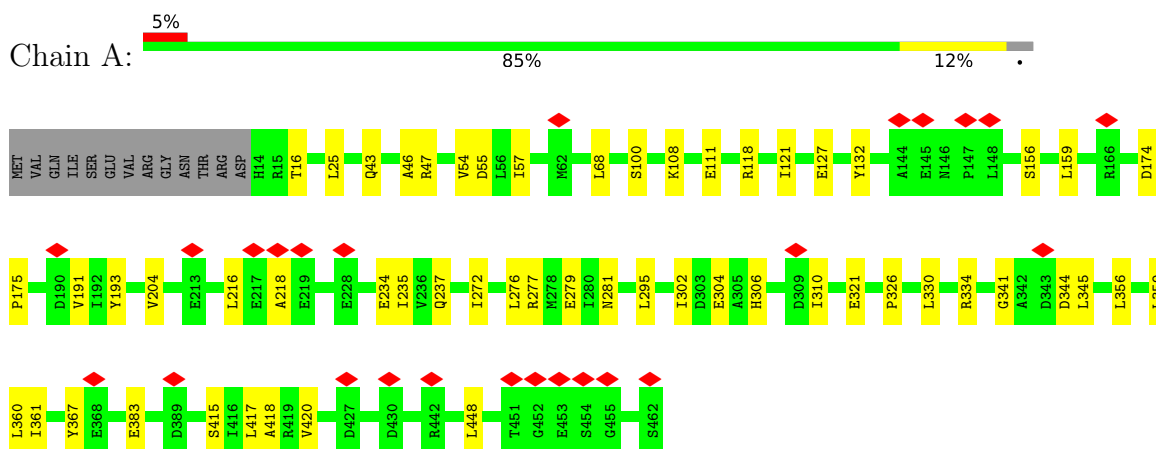 5%
Chain A:
85% 12% •
MET VAL GLN ILE SER GLU VAL ARG GLY ASN THR ARG ASP H14 R15 T16 L25 Q43 A46 R47 V54 D55 L56 I57 M62 L68 S100 K108 E111 R118 I121 E127 Y132 A144 E145 N146 P147 L148 S156 L159 R166 D174
P175 D190 V191 I192 Y193 V204 E213 L216 E217 A218 E219 E228 E234 I235 V236 Q237 I272 L276 R277 M278 E279 I280 N281 L295 I302 D303 E304 A305 H306 D309 I310 E321 P326 L330 R334 G341 A342 D343 D344 L345 L356
L360 I361 Y367 E368 E383 D389 S415 I416 L417 A418 R419 V420 D427 D430 R442 L448 T451 G452 E453 S454 G455 S462